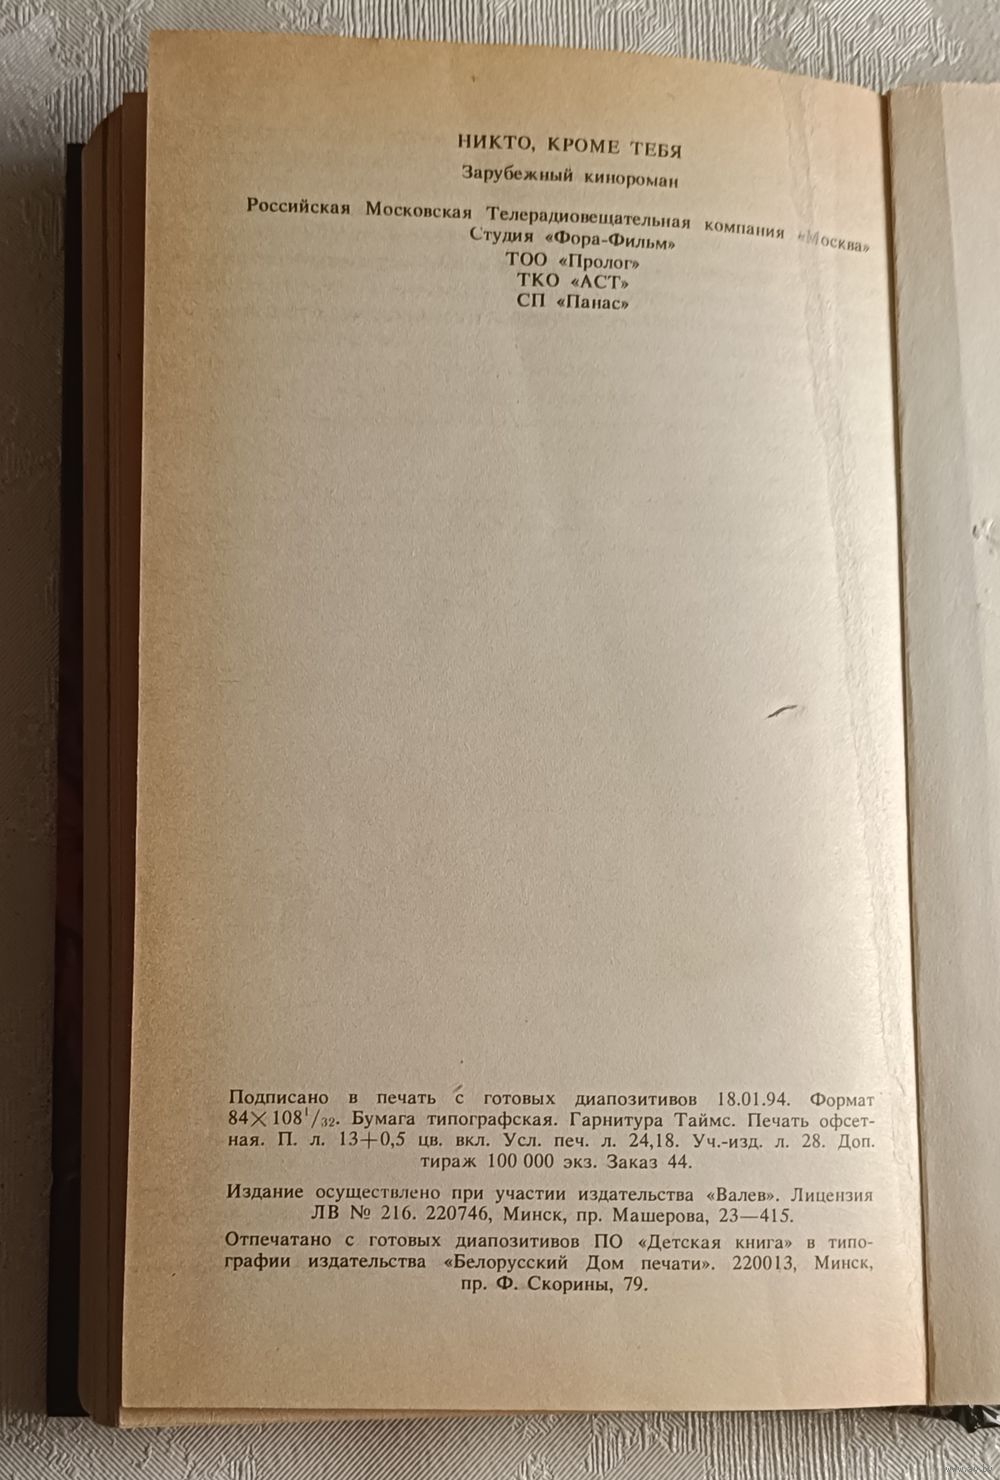 НИКТО, КРОМЕ ТЕБЯ
Зарубежный кинороман
Российская Московская Телерадиовещательная компания «Москва»
Студия «Фора-Фильм»
ТОО «Пролог»
ТКО «АСТ»
СП «Панас»
Подписано в печать с готовых диапозитивов 18.01.94. Формат
84×108¹/₃₂. Бумага типографская. Гарнитура Таймс. Печать офсет-
ная. П. л. 13+0,5 цв. вкл. Усл. печ. л. 24,18. Уч.-изд. л. 28. Доп.
тираж 100 000 экз. Заказ 44.
Издание осуществлено при участии издательства «Валев». Лицензия
ЛВ № 216. 220746, Минск, пр. Машерова, 23—415.
Отпечатано с готовых диапозитивов ПО «Детская книга» в типо-
графии издательства «Белорусский Дом печати». 220013, Минск,
пр. Ф. Скорины, 79.